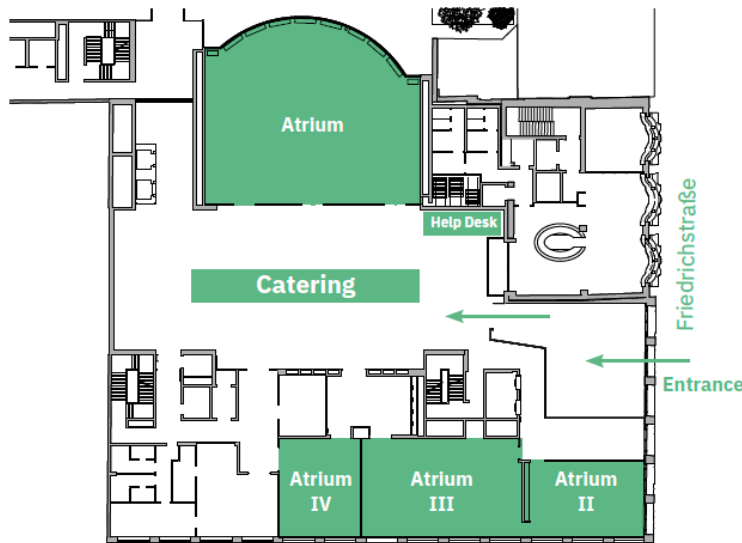 Atrium
Help Desk
Catering
Friedrichstraße
Entrance
Atrium
IV
Atrium
III
Atrium
II